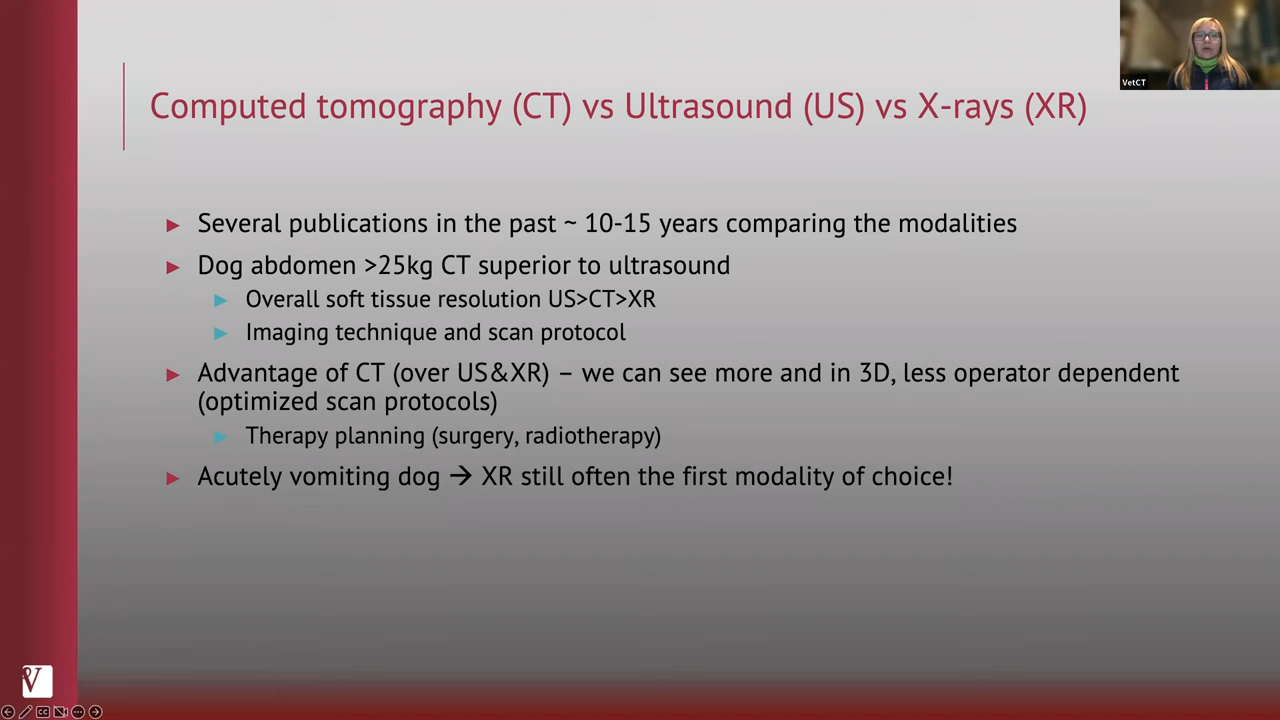 Computed tomography (CT) vs Ultrasound (US) vs X-rays (XR)
VetCT
► Several publications in the past ~ 10-15 years comparing the modalities
► Dog abdomen >25kg CT superior to ultrasound
► Overall soft tissue resolution US>CT>XR
► Imaging technique and scan protocol
► Advantage of CT (over US&XR) – we can see more and in 3D, less operator dependent
(optimized scan protocols)
► Therapy planning (surgery, radiotherapy)
► Acutely vomiting dog → XR still often the first modality of choice!
V
CC